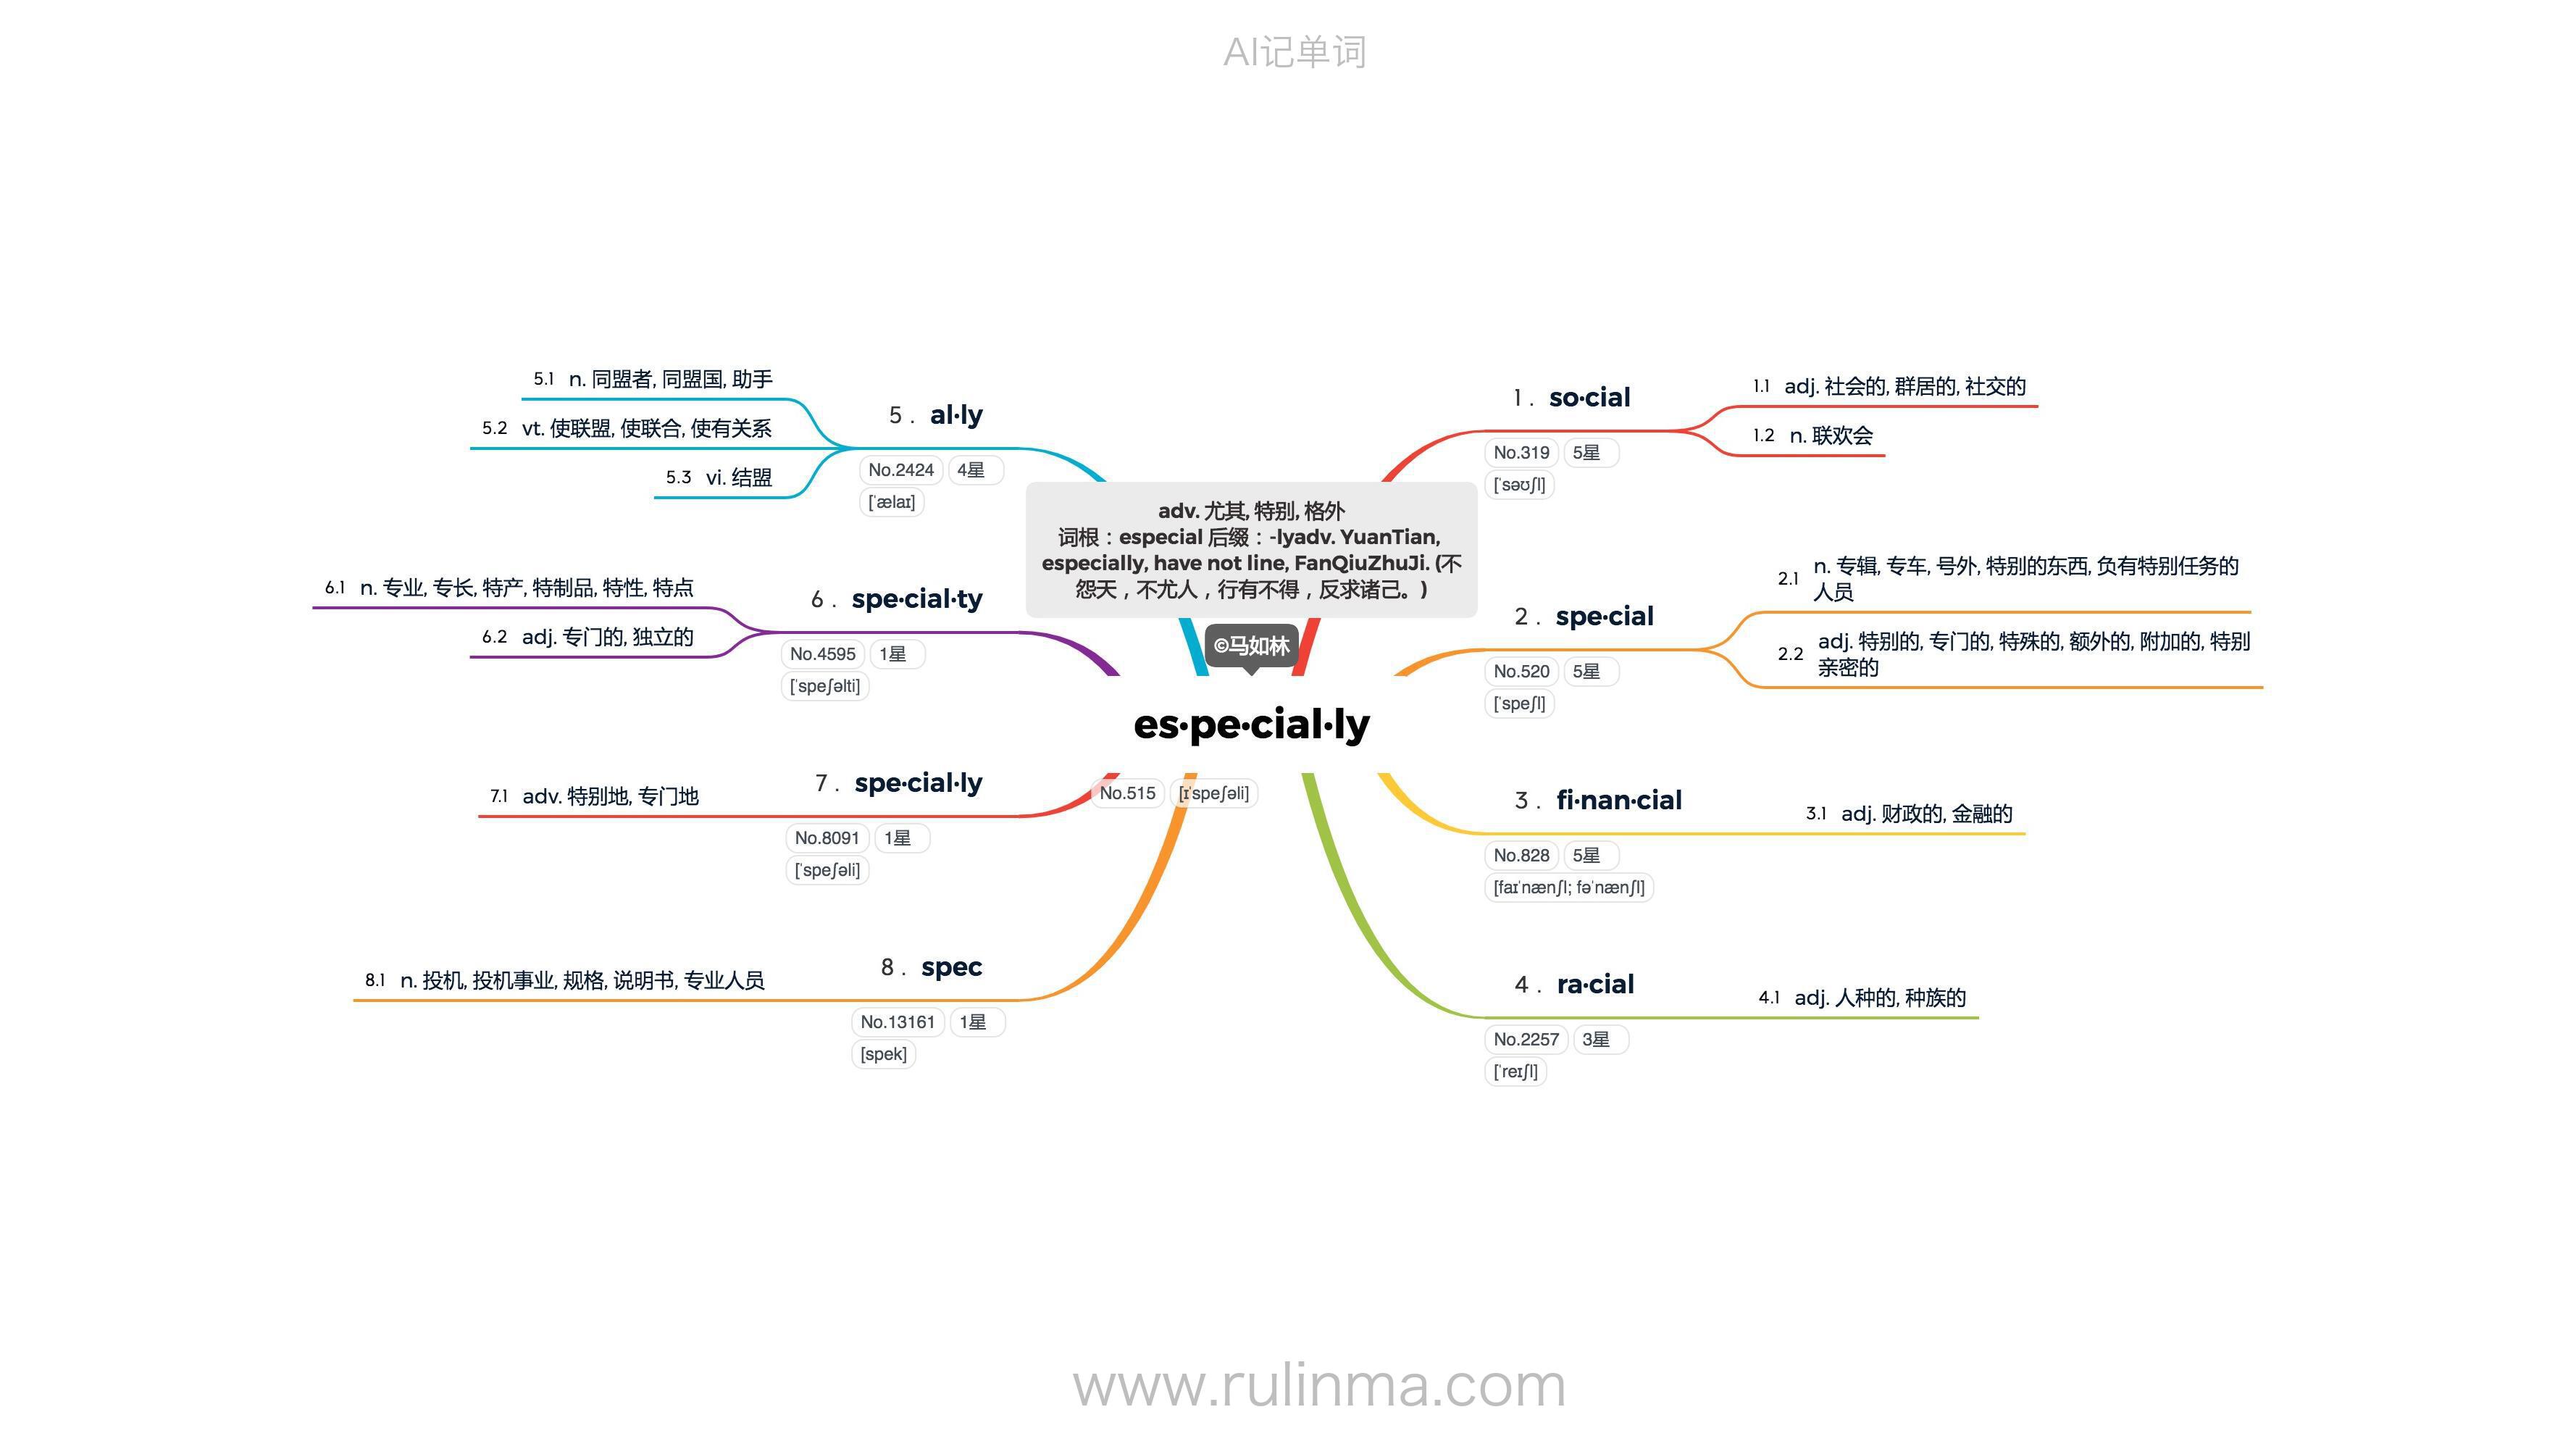 AI记单词
adv. 尤其, 特别, 格外
词根：especial 后缀：-lyadv. YuanTian,
especially, have not line, FanQiuZhuJi. (不
怨天，不尤人，行有不得，反求诸己。)
©马如林
es·pe·cial·ly
No.515 [ɪˈspeʃəli]
1. so·cial
No.319 5星
[ˈsəʊʃl]
1.1 adj. 社会的, 群居的, 社交的
1.2 n. 联欢会
2. spe·cial
No.520 5星
[ˈspeʃl]
2.1 n. 专辑, 专车, 号外, 特别的东西, 负有特别任务的
人员
2.2 adj. 特别的, 专门的, 特殊的, 额外的, 附加的, 特别
亲密的
3. fi·nan·cial
No.828 5星
[faɪˈnænʃl; fəˈnænʃl]
3.1 adj. 财政的, 金融的
4. ra·cial
No.2257 3星
[ˈreɪʃl]
4.1 adj. 人种的, 种族的
5. al·ly
No.2424 4星
[ˈælaɪ]
5.1 n. 同盟者, 同盟国, 助手
5.2 vt. 使联盟, 使联合, 使有关系
5.3 vi. 结盟
6. spe·cial·ty
No.4595 1星
[ˈspeʃəlti]
6.1 n. 专业, 专长, 特产, 特制品, 特性, 特点
6.2 adj. 专门的, 独立的
7. spe·cial·ly
No.8091 1星
[ˈspeʃəli]
7.1 adv. 特别地, 专门地
8. spec
No.13161 1星
[spek]
8.1 n. 投机, 投机事业, 规格, 说明书, 专业人员
www.rulinma.com